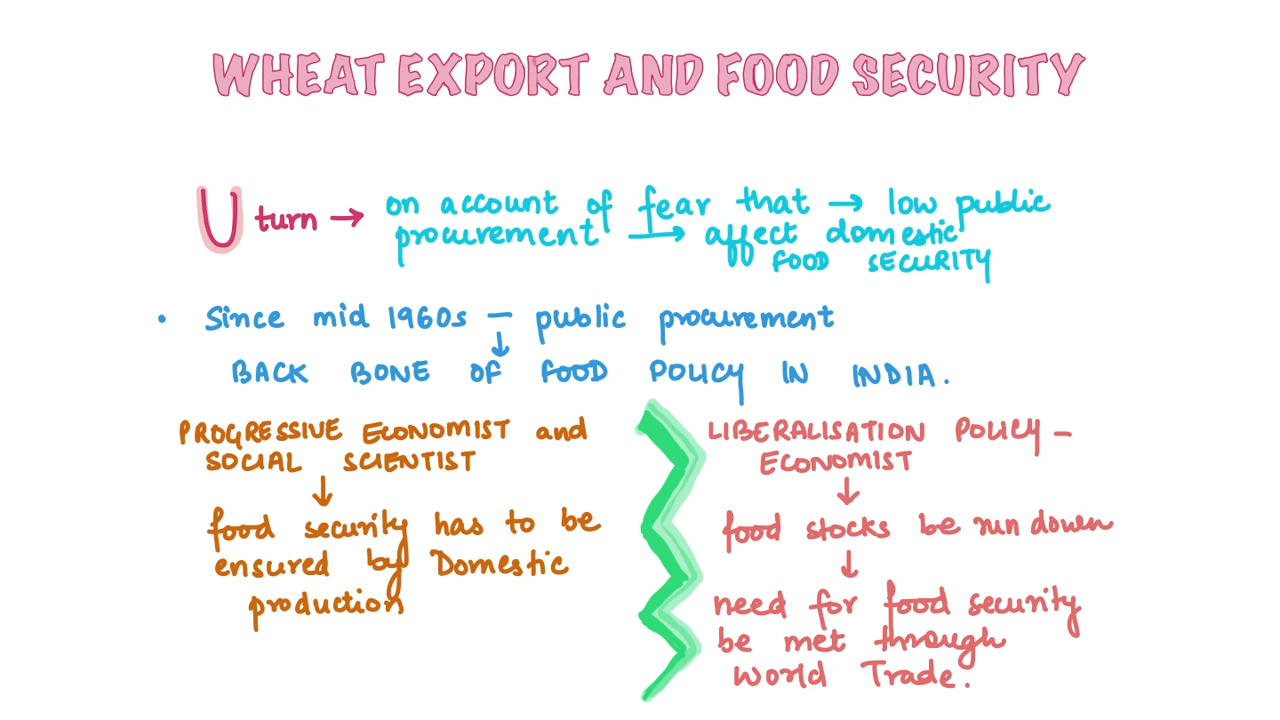 WHEAT EXPORT AND FOOD SECURITY
U turn → on account of fear that → low public
procurement → affect domestic
FOOD SECURITY
• Since mid 1960s – public procurement
↓
BACK BONE OF FOOD POLICY IN INDIA.
PROGRESSIVE ECONOMIST and
SOCIAL SCIENTIST
↓
food security has to be
ensured by Domestic
production
LIBERALISATION POLICY –
ECONOMIST
↓
food stocks be run down
↓
need for food security
be met through
World Trade.